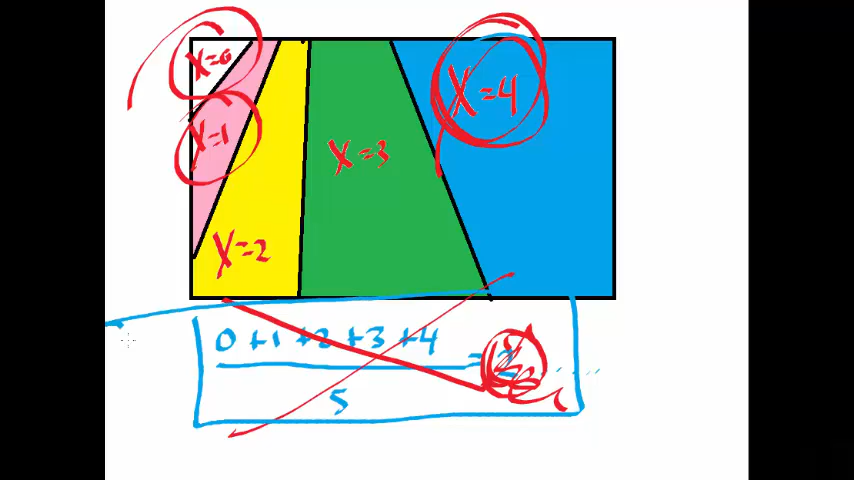 X=0
X=1
X=2
X=3
X=4
0+1+2+3+4
=
5